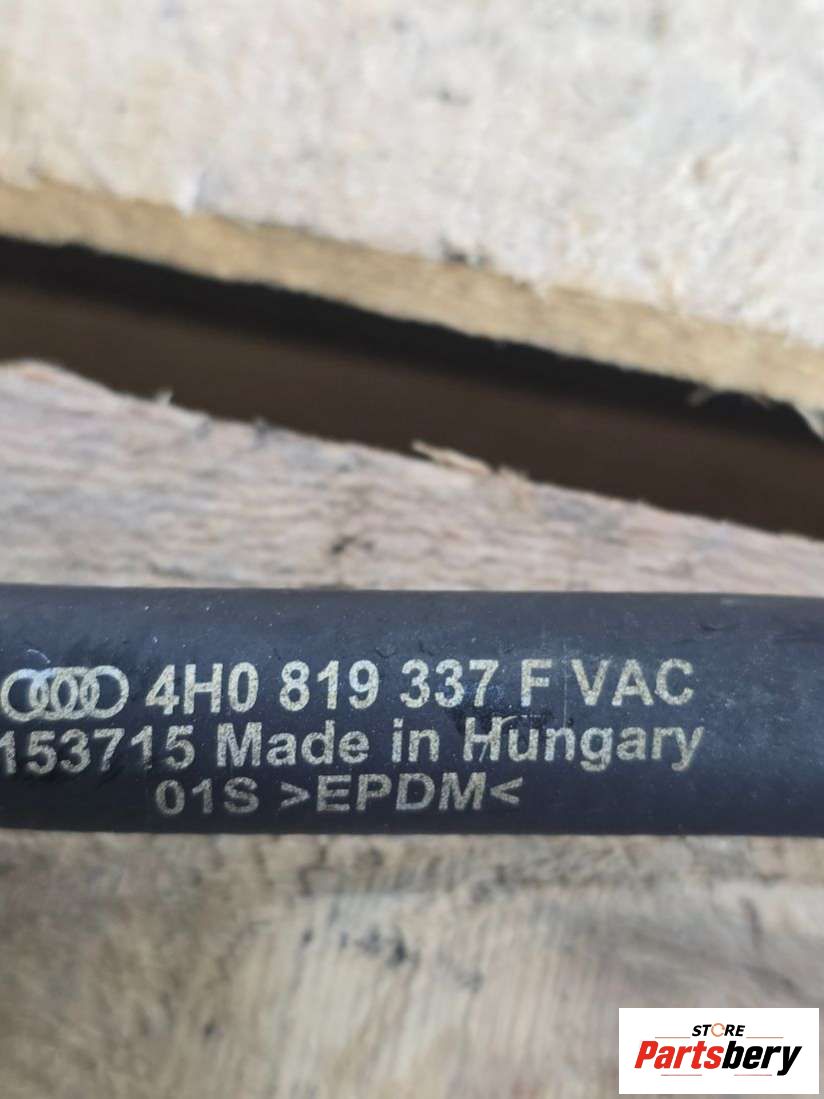 4H0 819 337 F VAC
153715 Made in Hungary
01S >EPDM<
STORE
Partsbery